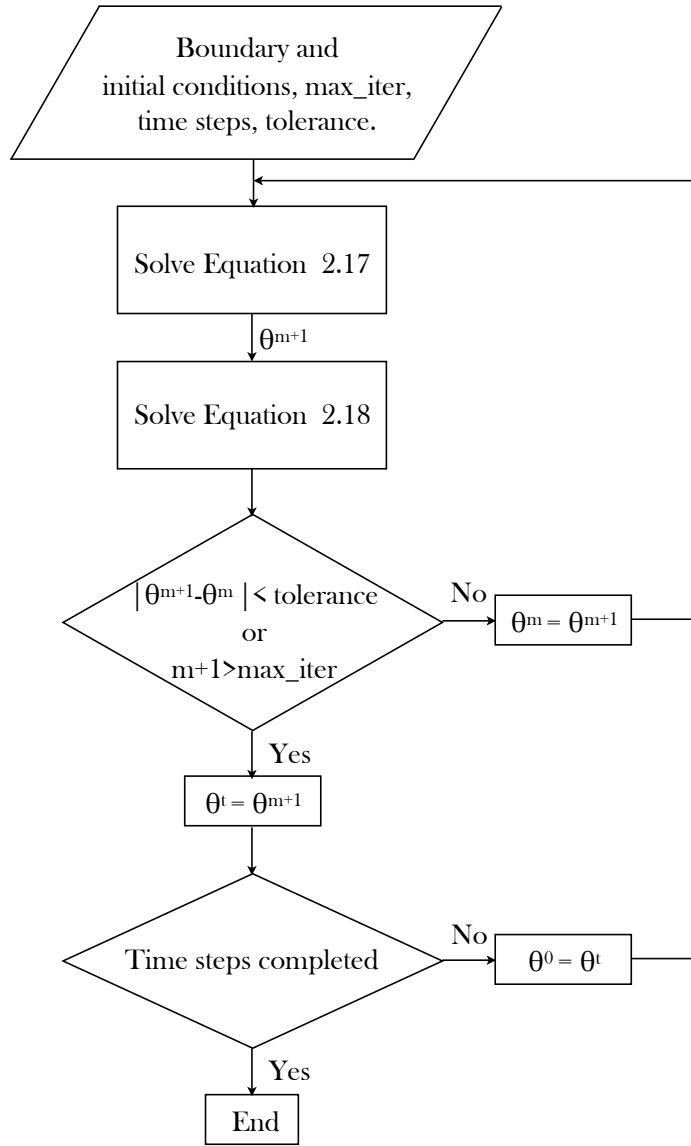 Boundary and
initial conditions, max_iter,
time steps, tolerance.
Solve Equation 2.17
θᵐ⁺¹
Solve Equation 2.18
|θᵐ⁺¹-θᵐ |< tolerance
or
m+1>max_iter
No
θᵐ = θᵐ⁺¹
Yes
θᵗ = θᵐ⁺¹
Time steps completed
No
θ⁰ = θᵗ
Yes
End